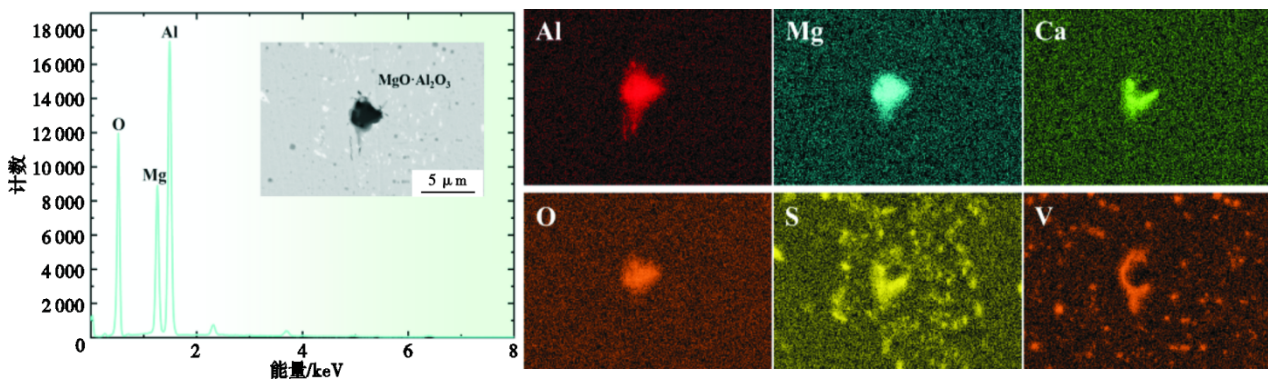 18 000
16 000
14 000
12 000
10 000
8 000
6 000
4 000
2 000
0
2
4
6
8
计数
能量/keV
O
Mg
Al
MgO·Al₂O₃
5 μm
Al
Mg
Ca
O
S
V